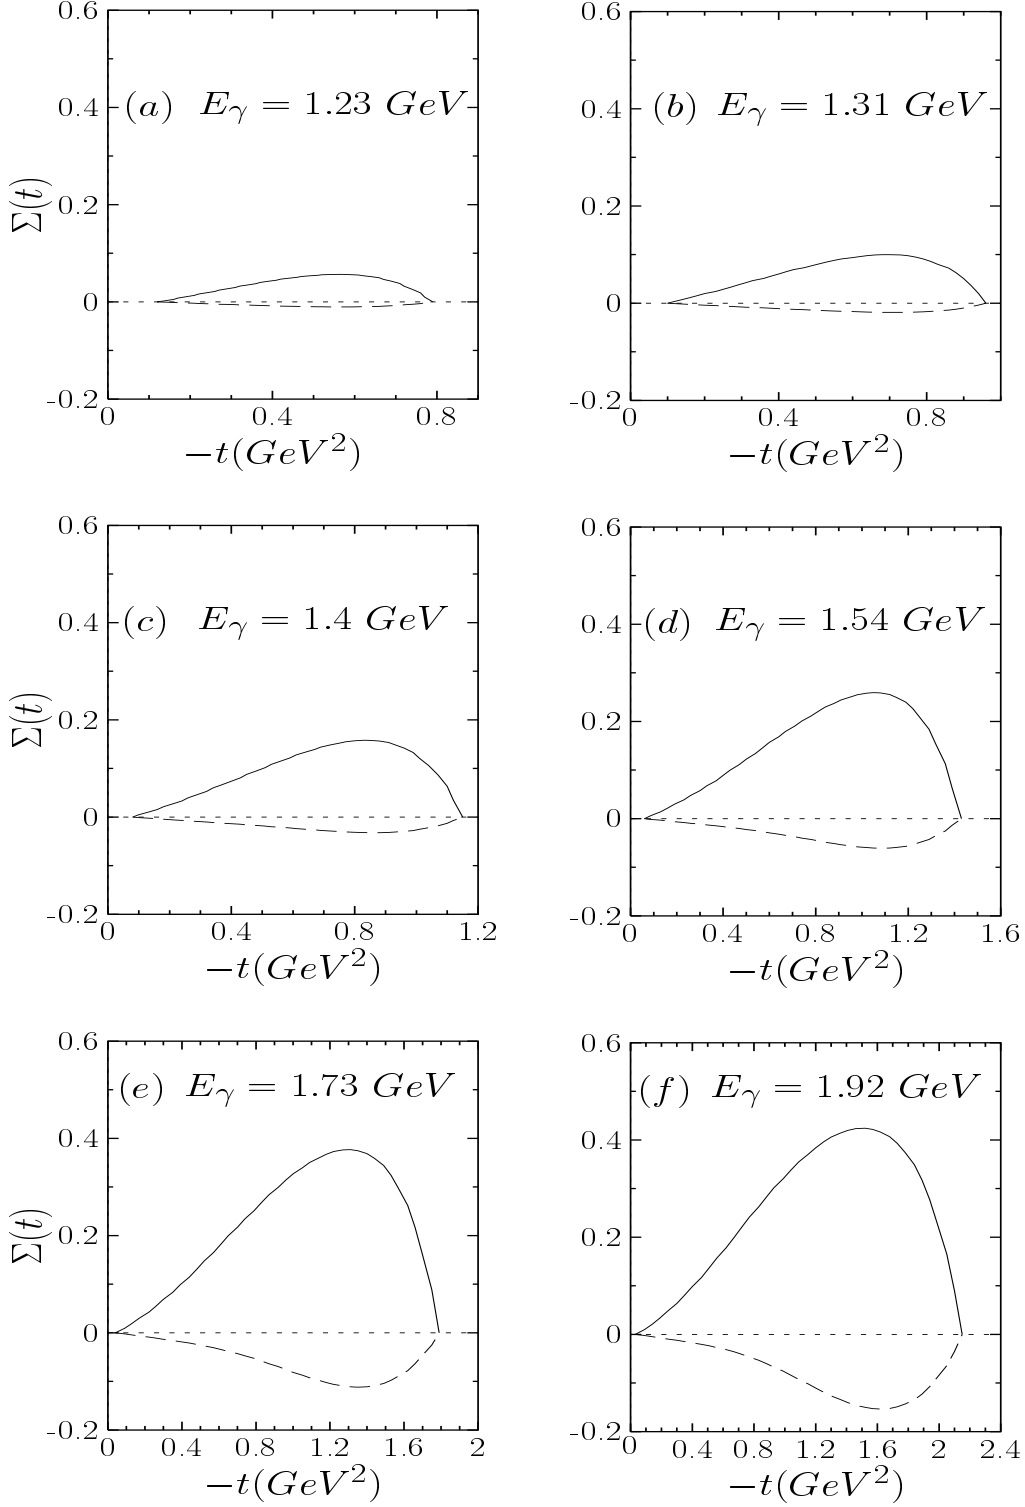 0.6
(a) E_γ = 1.23 GeV
0.4
Σ(t)
0.2
0
-0.2
0 0.4 0.8
−t(GeV²)
0.6
(b) E_γ = 1.31 GeV
0.4
0.2
0
-0.2
0 0.4 0.8
−t(GeV²)
0.6
(c) E_γ = 1.4 GeV
0.4
Σ(t)
0.2
0
-0.2
0 0.4 0.8 1.2
−t(GeV²)
0.6
(d) E_γ = 1.54 GeV
0.4
0.2
0
-0.2
0 0.4 0.8 1.2 1.6
−t(GeV²)
0.6
(e) E_γ = 1.73 GeV
0.4
Σ(t)
0.2
0
-0.2
0 0.4 0.8 1.2 1.6 2
−t(GeV²)
0.6
(f) E_γ = 1.92 GeV
0.4
0.2
0
-0.2
0 0.4 0.8 1.2 1.6 2 2.4
−t(GeV²)